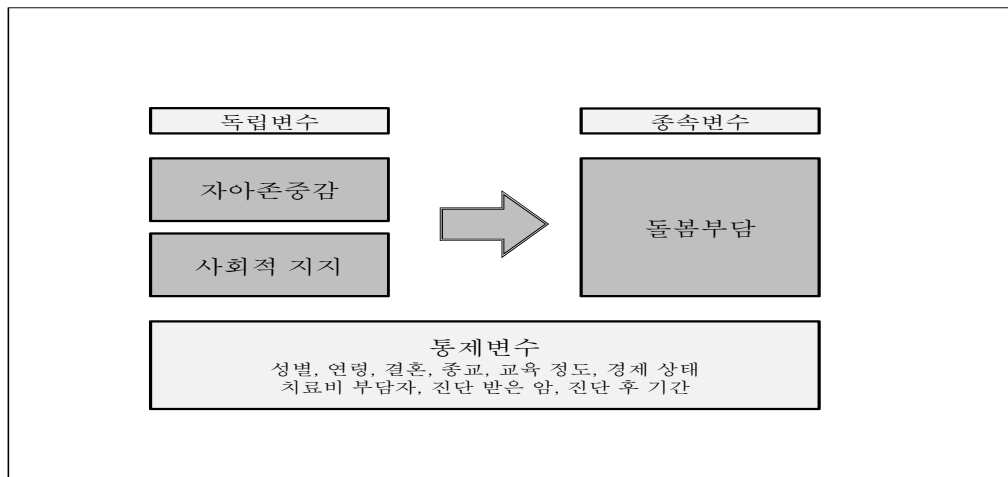 독립변수
종속변수
자아존중감
사회적 지지
돌봄부담
통제변수
성별, 연령, 결혼, 종교, 교육 정도, 경제 상태
치료비 부담자, 진단 받은 암, 진단 후 기간